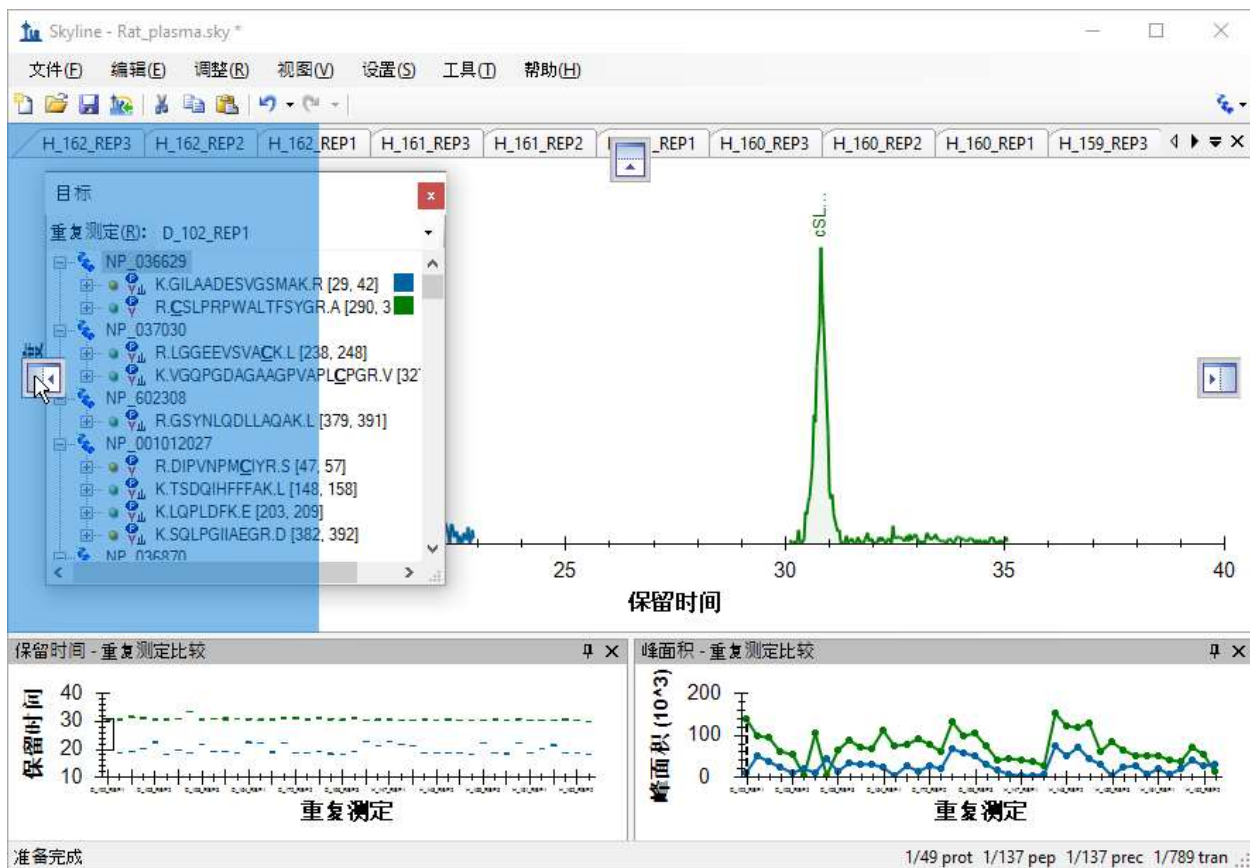 Skyline - Rat_plasma.sky *
文件(F) 编辑(E) 调整(R) 视图(V) 设置(S) 工具(T) 帮助(H)
H_162_REP3 H_162_REP2 H_162_REP1 H_161_REP3 H_161_REP2 _REP1 H_160_REP3 H_160_REP2 H_160_REP1 H_159_REP3
目标
重复测定(R): D_102_REP1
NP_036629
K.GILAADESVGSMAK.R [29, 42]
R.CSLPRPWALTFSYGR.A [290, 3
NP_037030
R.LGGEEVSVACK.L [238, 248]
K.VGQPGDAGAAGPVAPLCPGR.V [32
NP_602308
R.GSYNLQDLLAQAK.L [379, 391]
NP_001012027
R.DIPVNPMCIYR.S [47, 57]
K.TSDQIHFFFAK.L [148, 158]
K.LQPLDFK.E [203, 209]
K.SQLPGIIAEGR.D [382, 392]
NP_036870
cSL...
25 30 35 40
保留时间
保留时间 - 重复测定比较
保留时间
40
30
20
10
重复测定
峰面积 - 重复测定比较
峰面积 (10^3)
200
100
0
重复测定
准备完成
1/49 prot 1/137 pep 1/137 prec 1/789 tran